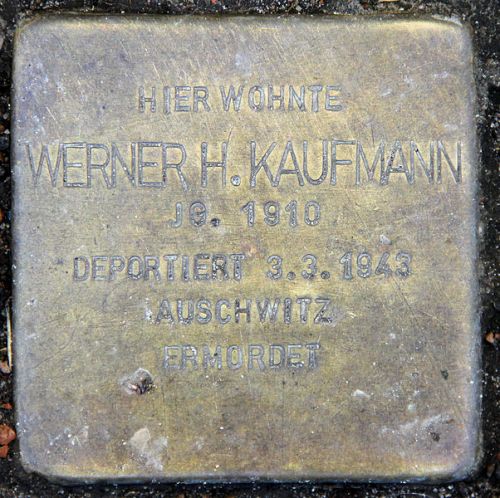 HIER WOHNTE
WERNER H. KAUFMANN
JG. 1910
DEPORTIERT 3.3.1943
AUSCHWITZ
ERMORDET